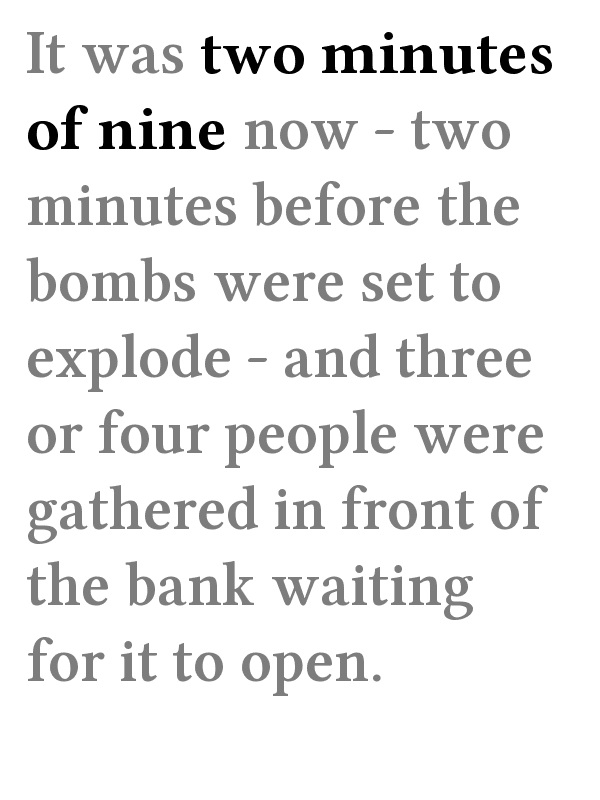 It was two minutes
of nine now - two
minutes before the
bombs were set to
explode - and three
or four people were
gathered in front of
the bank waiting
for it to open.